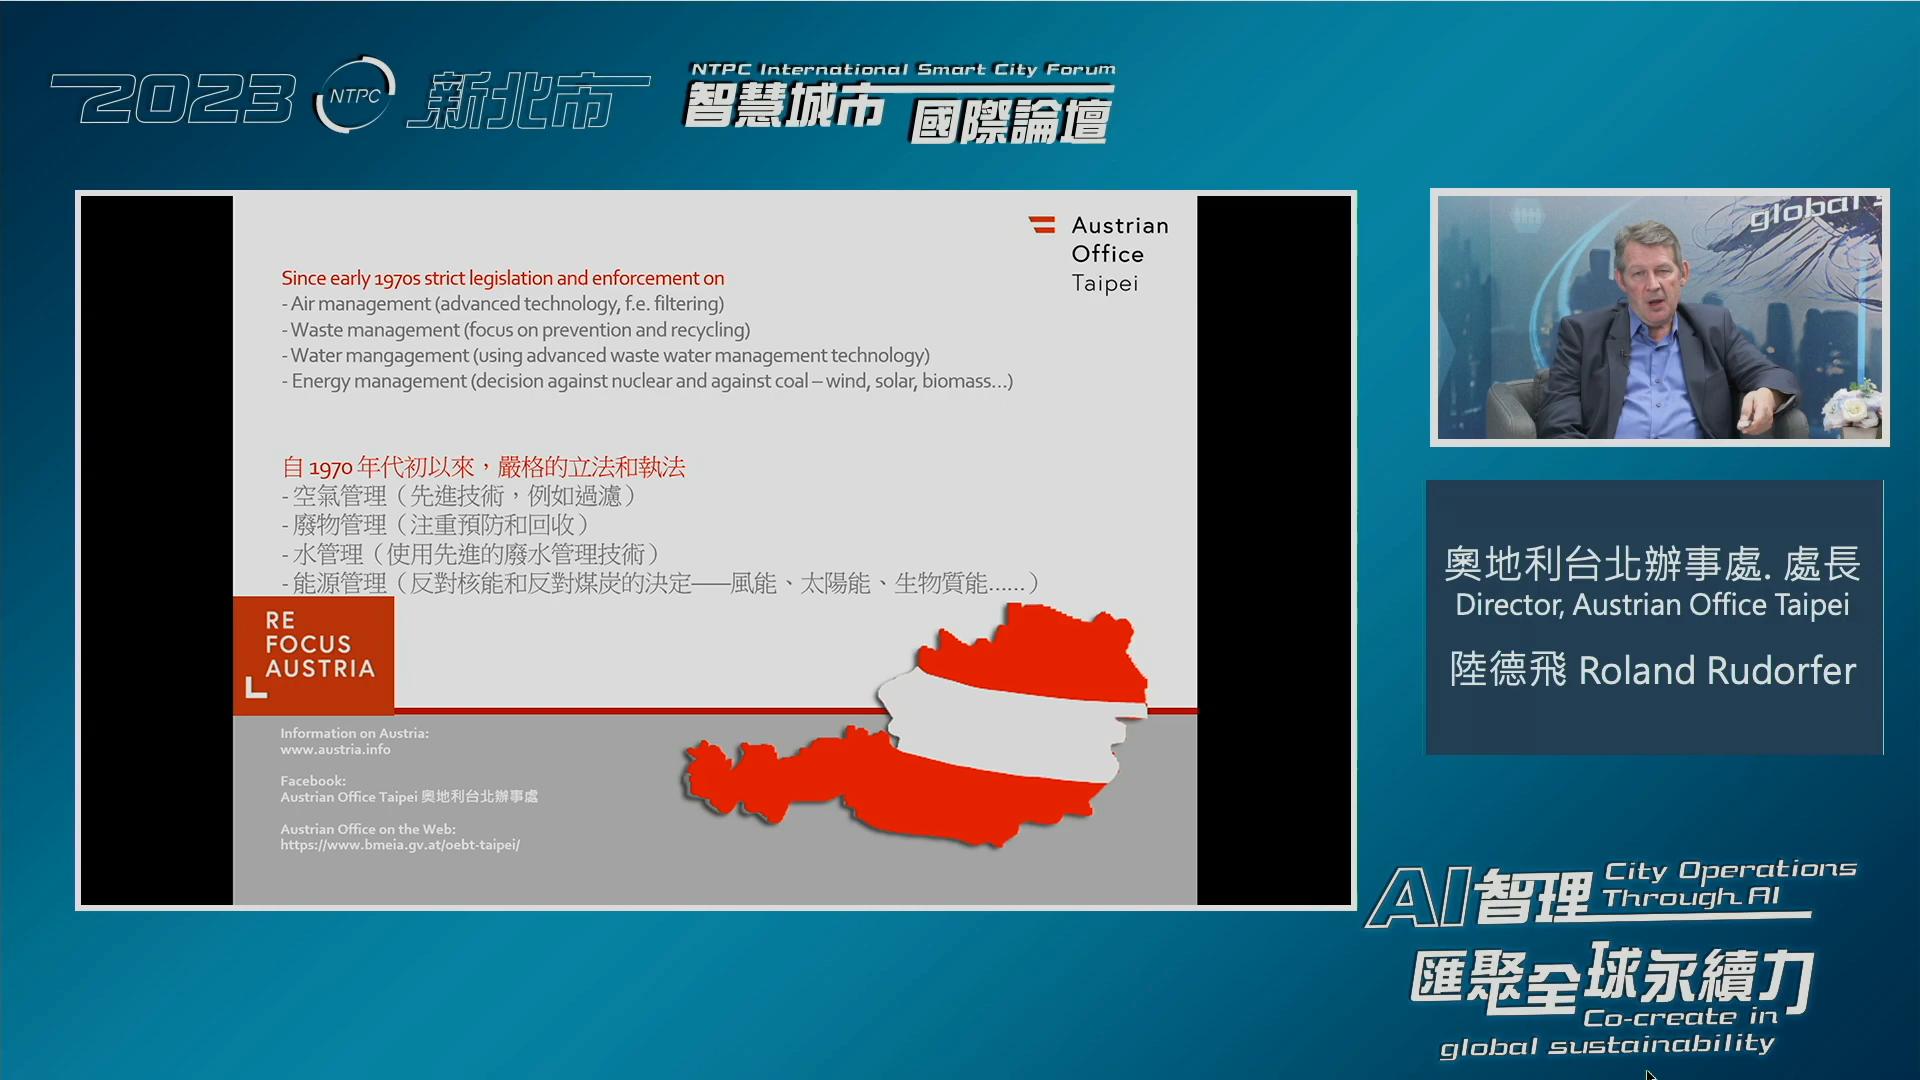 2023 NTPC 新北市
NTPC International Smart City Forum
智慧城市 國際論壇
Austrian
Office
Taipei
Since early 1970s strict legislation and enforcement on
- Air management (advanced technology, f.e. filtering)
- Waste management (focus on prevention and recycling)
- Water mangagement (using advanced waste water management technology)
- Energy management (decision against nuclear and against coal – wind, solar, biomass…)
自 1970 年代初以來，嚴格的立法和執法
- 空氣管理（先進技術，例如過濾）
- 廢物管理（注重預防和回收）
- 水管理（使用先進的廢水管理技術）
- 能源管理（反對核能和反對煤炭的決定——風能、太陽能、生物質能……）
RE
FOCUS
AUSTRIA
Information on Austria:
www.austria.info
Facebook:
Austrian Office Taipei 奧地利台北辦事處
Austrian Office on the Web:
https://www.bmeia.gv.at/oebt-taipei/
global s
奧地利台北辦事處. 處長
Director, Austrian Office Taipei
陸德飛 Roland Rudorfer
AI智理 City Operations
Through AI
匯聚全球永續力
Co-create in
global sustainability